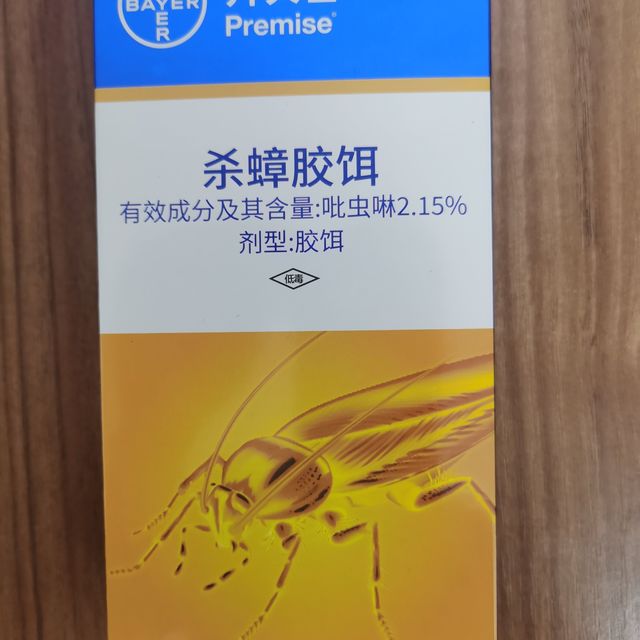 BAYER
E
R
Premise®
杀蟑胶饵
有效成分及其含量:吡虫啉2.15%
剂型:胶饵
低毒